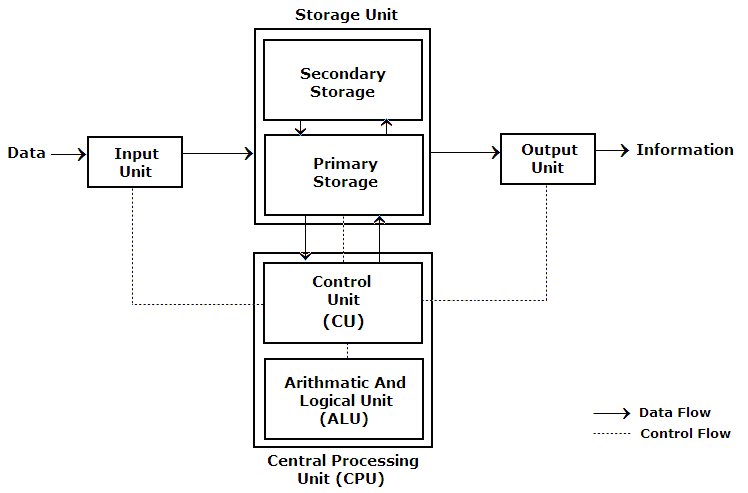 Storage Unit
Secondary
Storage
Data
Input
Unit
Primary
Storage
Output
Unit
Information
Control
Unit
(CU)
Arithmatic And
Logical Unit
(ALU)
Central Processing
Unit (CPU)
Data Flow
Control Flow